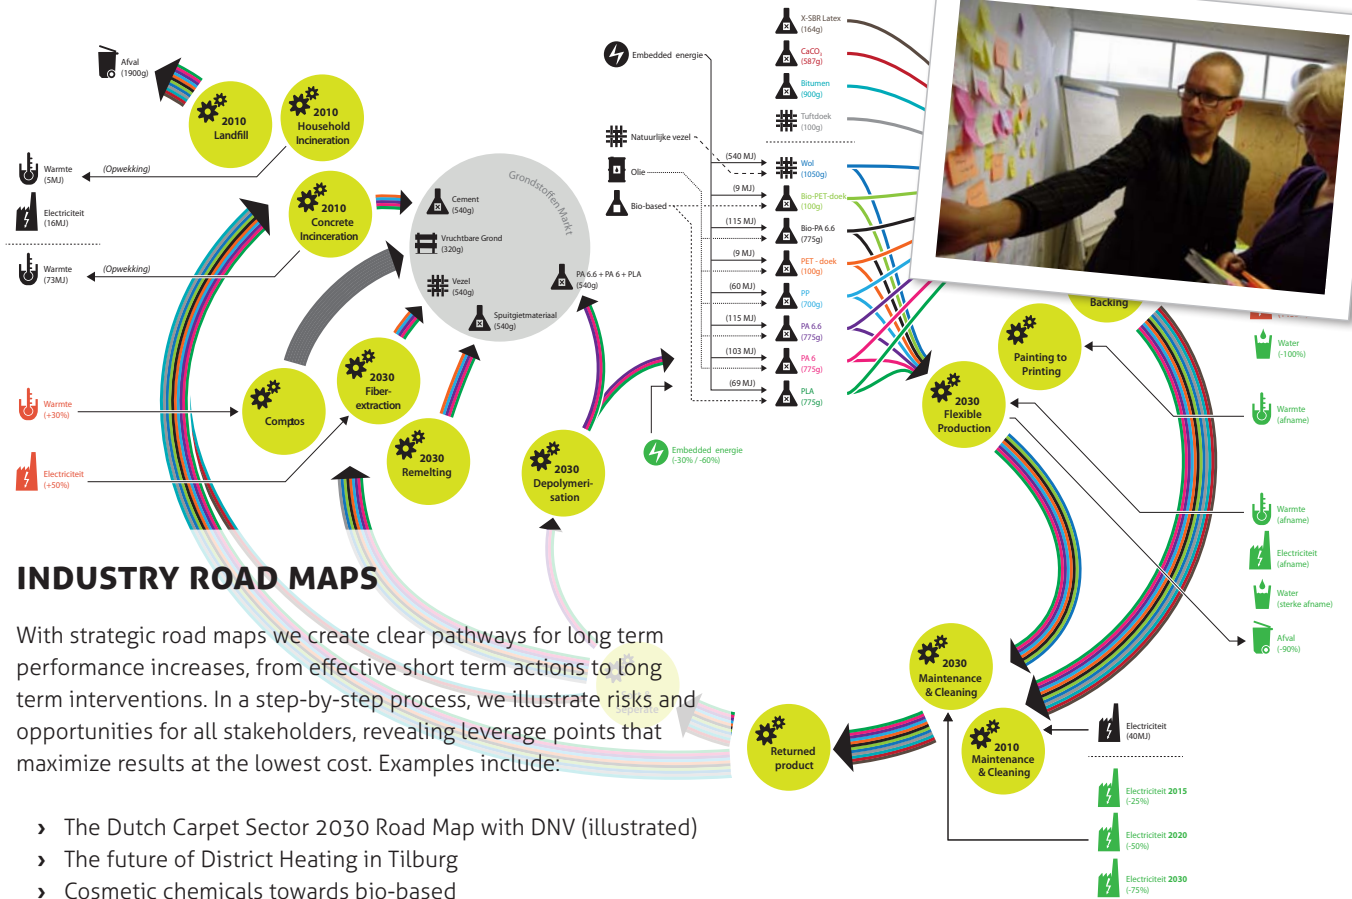 Afval
(1900g)
2010
Landfill
2010
Household
Incineration
Warmte
(5MJ)
(Opwekking)
Electriciteit
(16MJ)
2010
Concrete
Incinceration
Warmte
(73MJ)
(Opwekking)
Grondstoffen Markt
Cement
(540g)
Vruchtbare Grond
(320g)
Vezel
(540g)
PA 6.6 + PA 6 + PLA
(540g)
Spuitgietmateriaal
(540g)
Warmte
(+30%)
Electriciteit
(+50%)
Comptos
2030
Fiber-
extraction
2030
Remelting
2030
Depolymeri-
sation
Embedded energie
(-30% / -60%)
Embedded energie
Natuurlijke vezel
Olie
Bio-based
X-SBR Latex
(164g)
CaCO3
(587g)
Bitumen
(900g)
Tuftdoek
(100g)
(540 MJ)
Wol
(1050g)
(9 MJ)
Bio-PET-doek
(100g)
(115 MJ)
Bio-PA 6.6
(775g)
(9 MJ)
PET - doek
(100g)
(60 MJ)
PP
(700g)
(115 MJ)
PA 6.6
(775g)
(103 MJ)
PA 6
(775g)
(69 MJ)
PLA
(775g)
Backing
Painting to
Printing
2030
Flexible
Production
Water
(-100%)
Warmte
(afname)
Warmte
(afname)
Electriciteit
(afname)
Water
(sterke afname)
Afval
(-90%)
2030
Maintenance
& Cleaning
2010
Maintenance
& Cleaning
Returned
product
Seperate
Electriciteit
(40MJ)
Electriciteit 2015
(-25%)
Electriciteit 2020
(-50%)
Electriciteit 2030
(-75%)
INDUSTRY ROAD MAPS
With strategic road maps we create clear pathways for long term
performance increases, from effective short term actions to long
term interventions. In a step-by-step process, we illustrate risks and
opportunities for all stakeholders, revealing leverage points that
maximize results at the lowest cost. Examples include:
› The Dutch Carpet Sector 2030 Road Map with DNV (illustrated)
› The future of District Heating in Tilburg
› Cosmetic chemicals towards bio-based